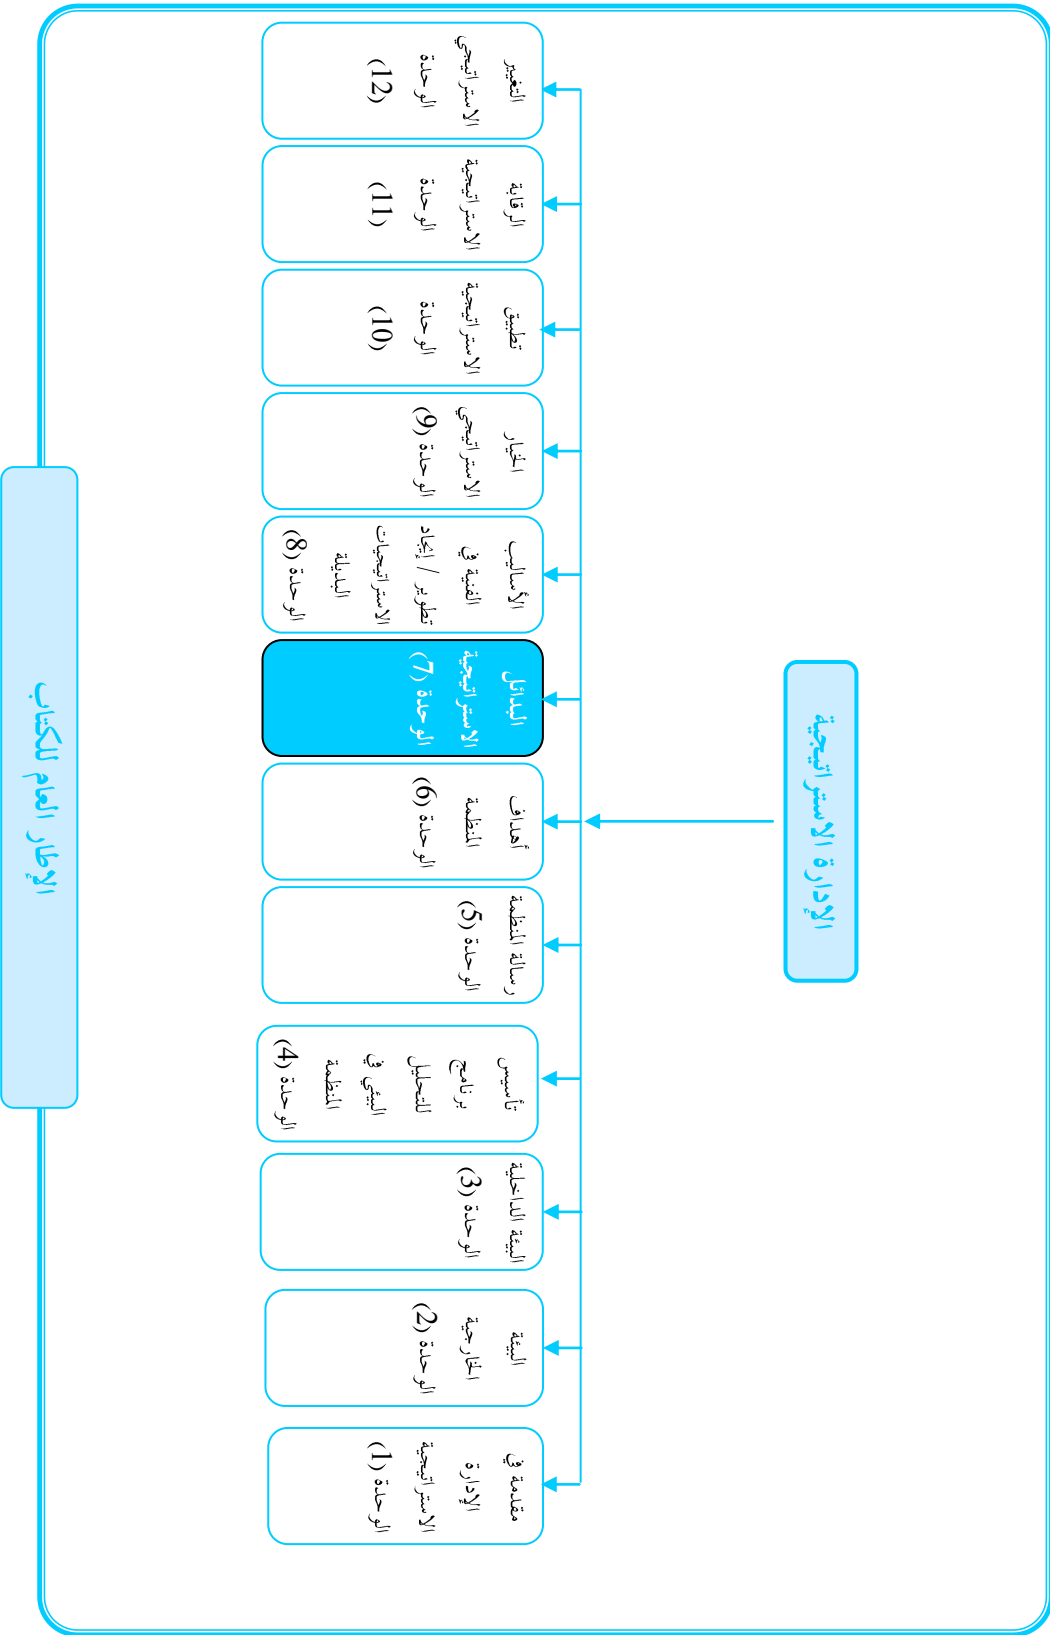 الإطار العام للكتاب
الإدارة الاستراتيجية
مقدمة في
الإدارة
الاستراتيجية
الوحدة (1)
البيئة
الخارجية
الوحدة (2)
البيئة الداخلية
الوحدة (3)
تأسيس
برنامج
للتحليل
البيئي في
المنظمة
الوحدة (4)
رسالة المنظمة
الوحدة (5)
أهداف
المنظمة
الوحدة (6)
البدائل
الاستراتيجية
الوحدة (7)
الأساليب
الفنية في
تطوير / إيجاد
الاستراتيجيات
البديلة
الوحدة (8)
الخيار
الاستراتيجي
الوحدة (9)
تطبيق
الاستراتيجية
الوحدة
(10)
الرقابة
الاستراتيجية
الوحدة
(11)
التغيير
الاستراتيجي
الوحدة
(12)